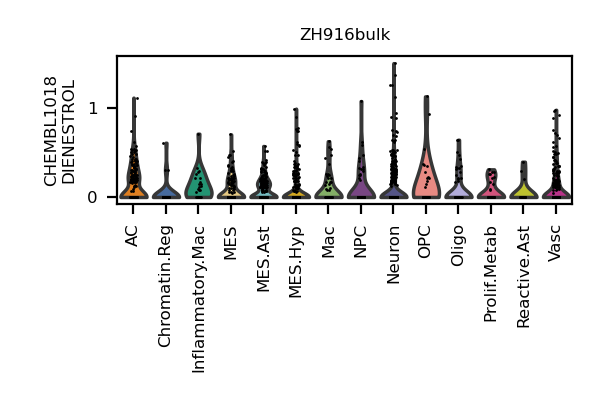 ZH916bulk
CHEMBL1018
DIENESTROL
1
0
AC
Chromatin.Reg
Inflammatory.Mac
MES
MES.Ast
MES.Hyp
Mac
NPC
Neuron
OPC
Oligo
Prolif.Metab
Reactive.Ast
Vasc